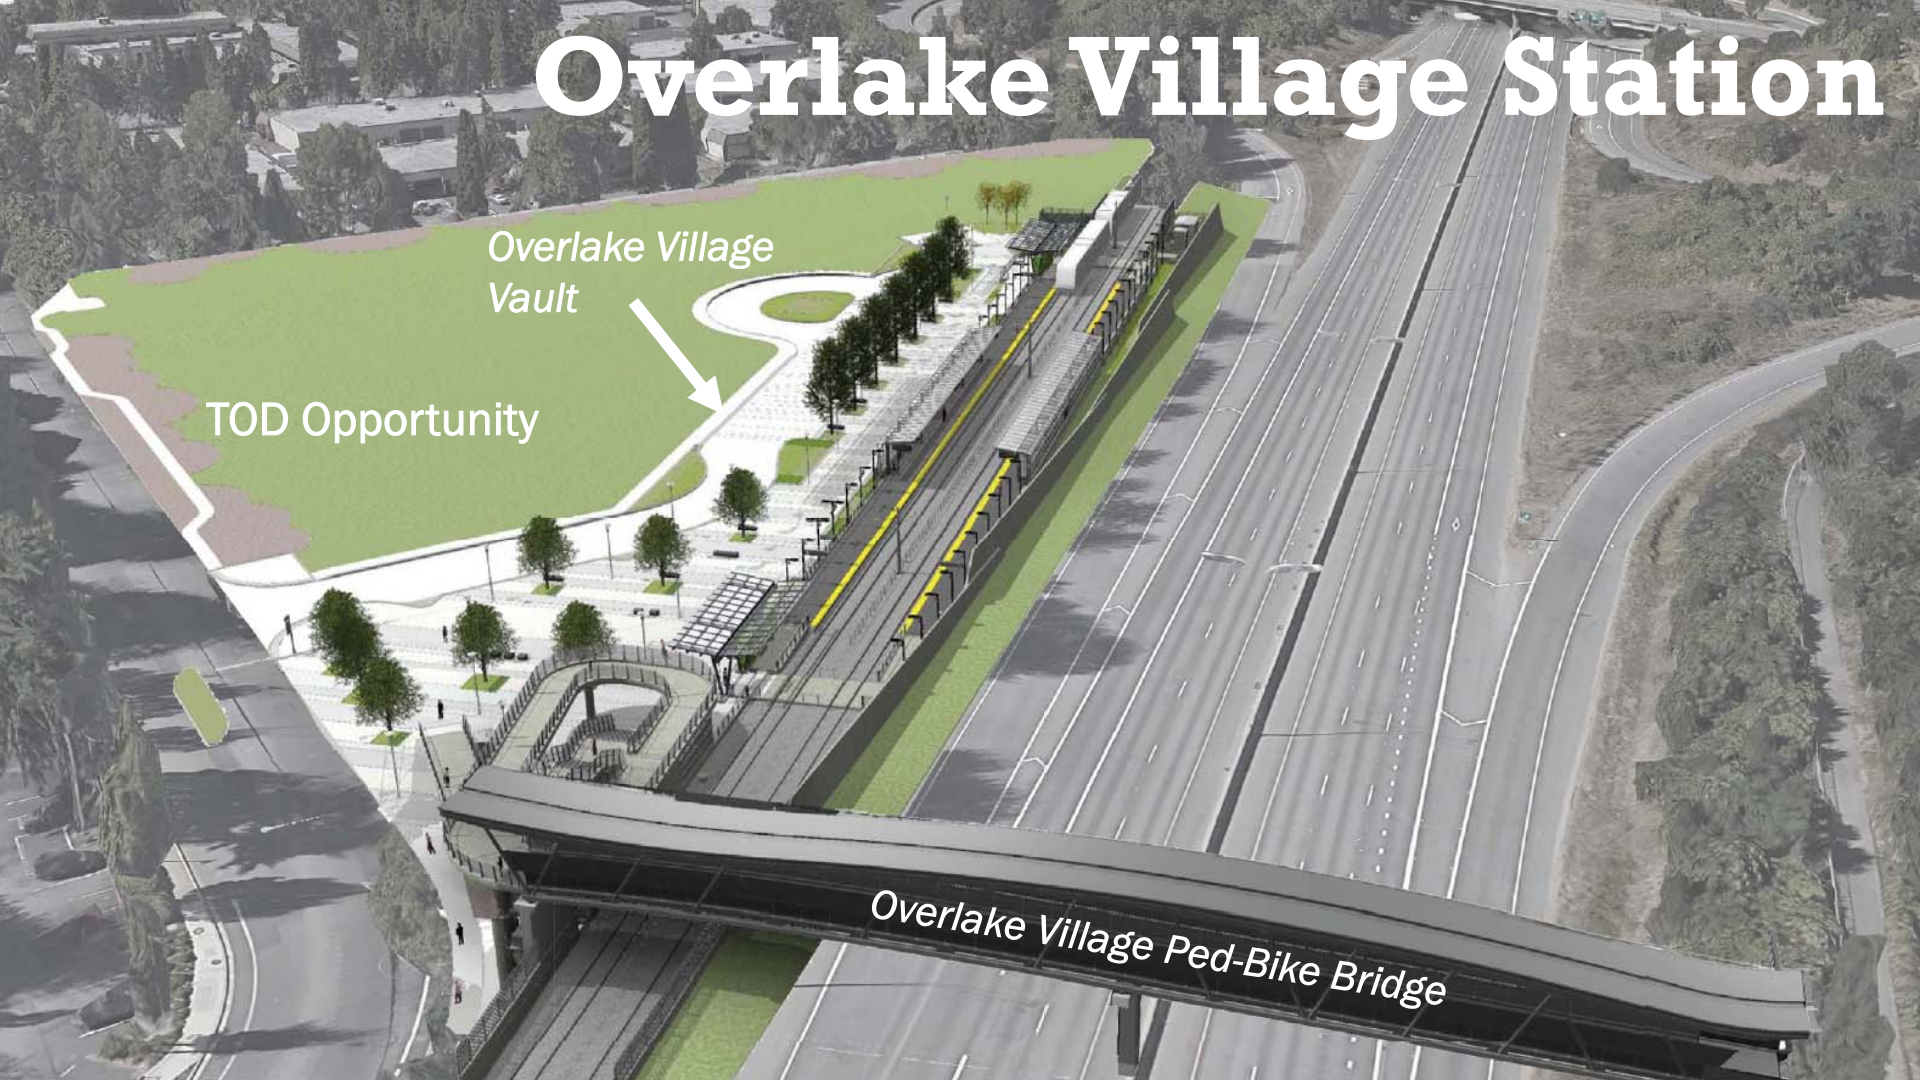 Overlake Village Station
Overlake Village
Vault
TOD Opportunity
Overlake Village Ped-Bike Bridge